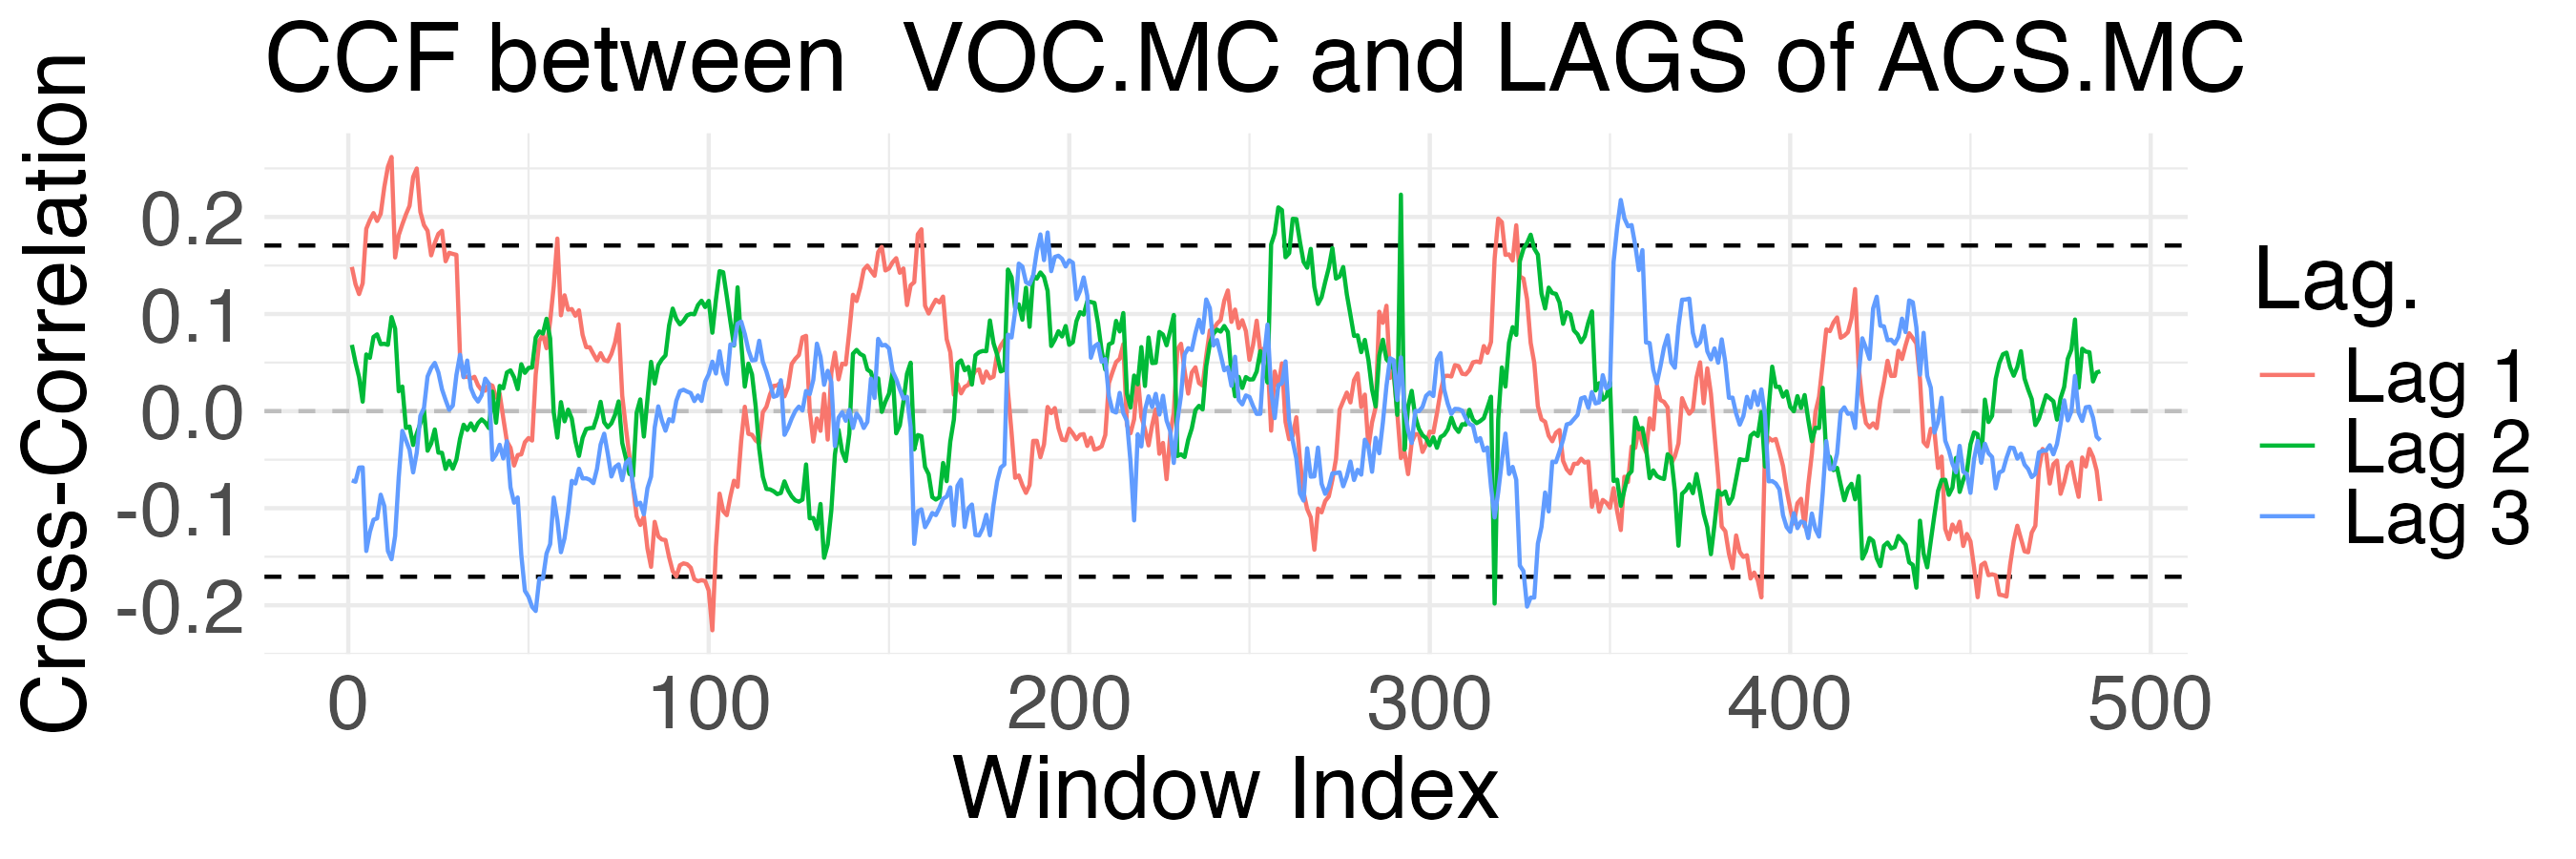 CCF between  VOC.MC and LAGS of ACS.MC
Cross-Correlation
0.2
0.1
0.0
-0.1
-0.2
0 100 200 300 400 500
Window Index
Lag.
Lag 1
Lag 2
Lag 3